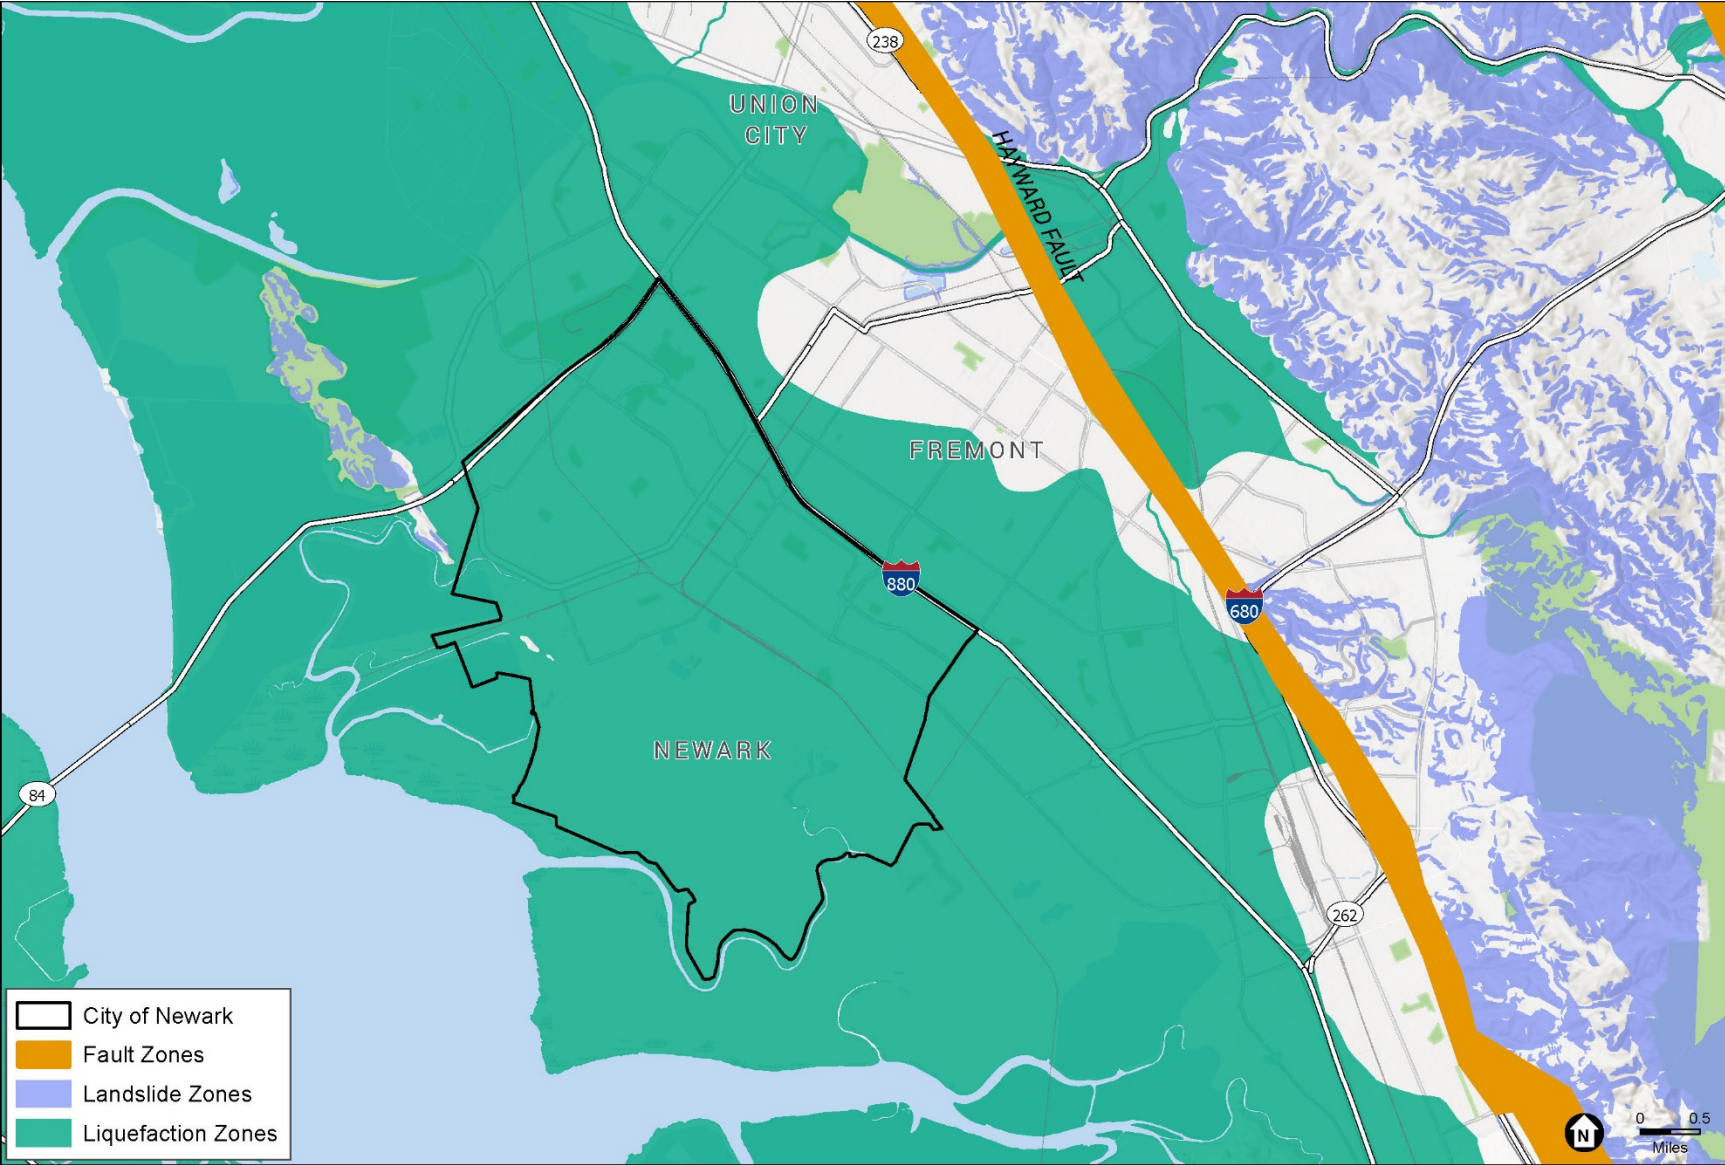 238
UNION
CITY
HAYWARD FAULT
FREMONT
880
680
NEWARK
84
262
City of Newark
Fault Zones
Landslide Zones
Liquefaction Zones
N
0 0.5
Miles